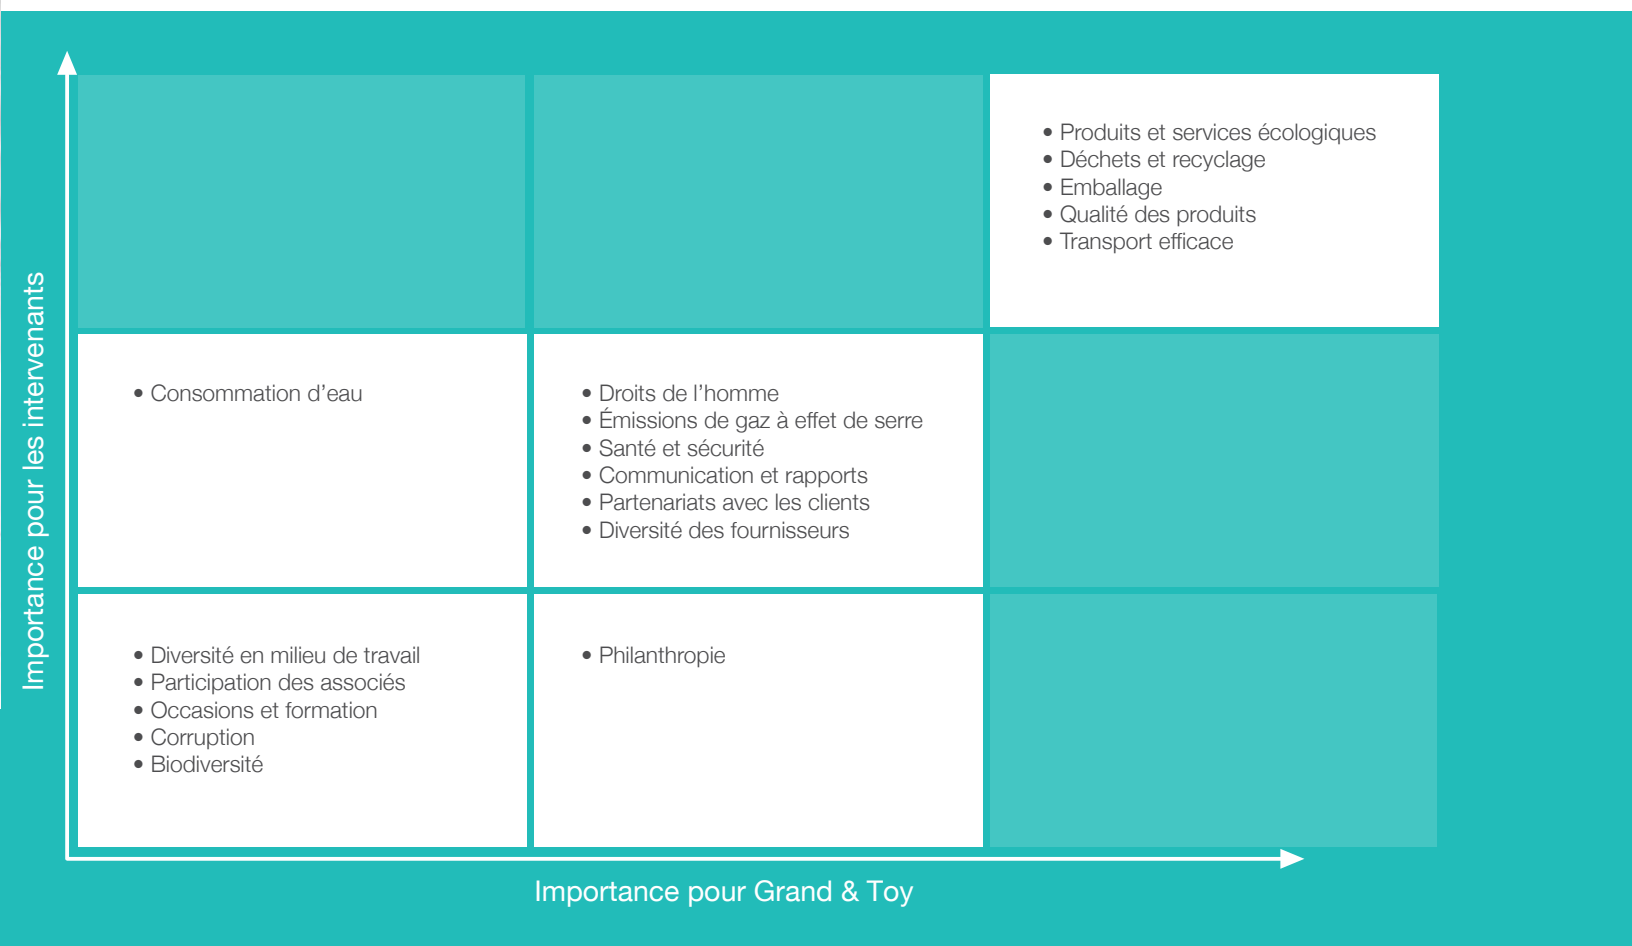 • Produits et services écologiques
• Déchets et recyclage
• Emballage
• Qualité des produits
• Transport efficace
Importance pour les intervenants
• Consommation d’eau
• Droits de l’homme
• Émissions de gaz à effet de serre
• Santé et sécurité
• Communication et rapports
• Partenariats avec les clients
• Diversité des fournisseurs
• Diversité en milieu de travail
• Participation des associés
• Occasions et formation
• Corruption
• Biodiversité
• Philanthropie
Importance pour Grand & Toy